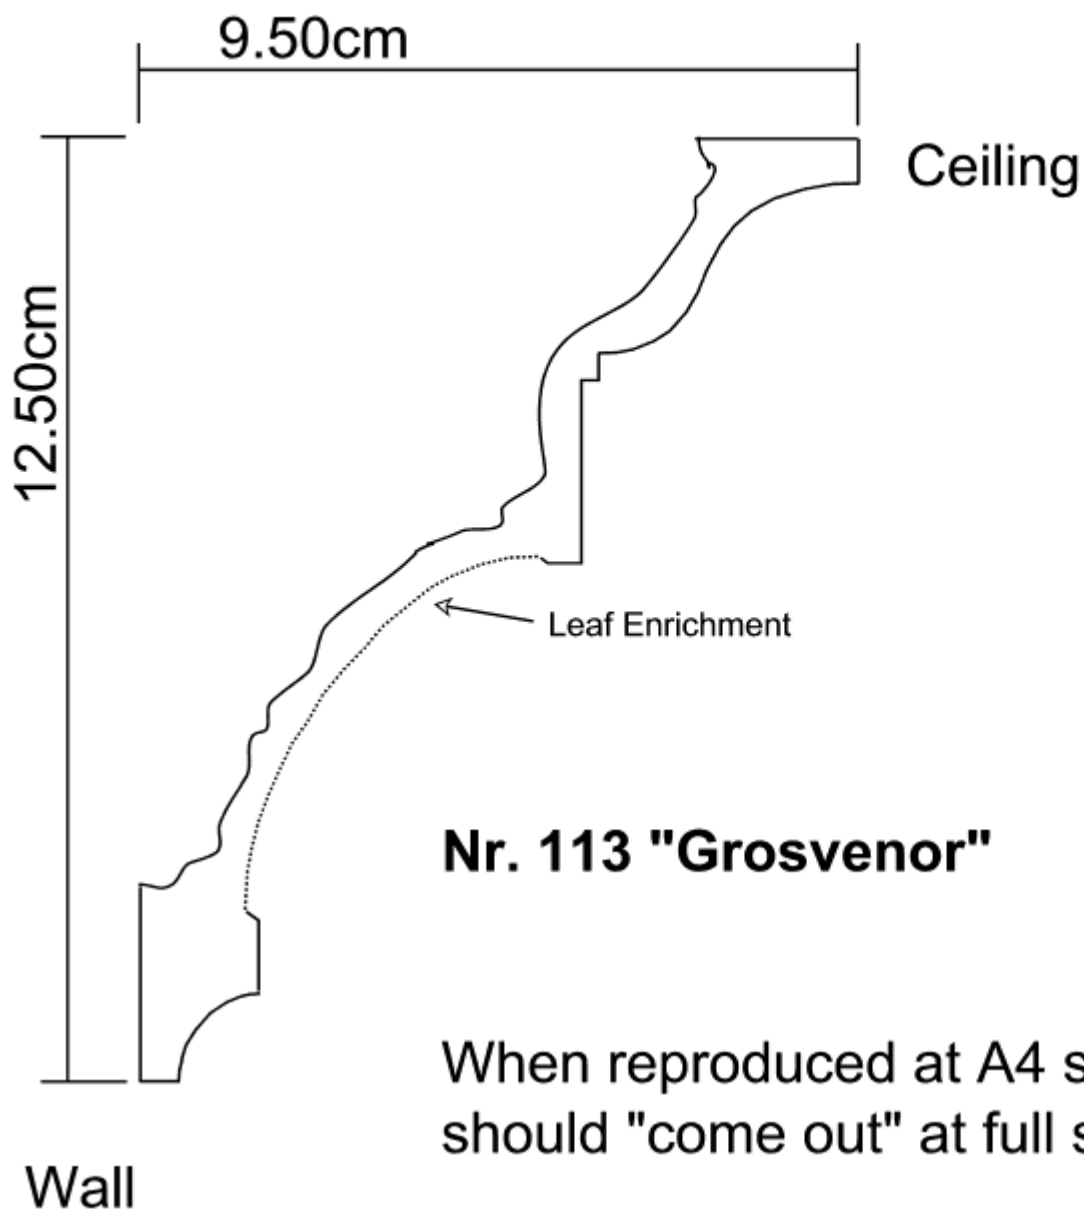 9.50cm
Ceiling
12.50cm
Leaf Enrichment
Nr. 113 "Grosvenor"
When reproduced at A4 s
should "come out" at full s
Wall